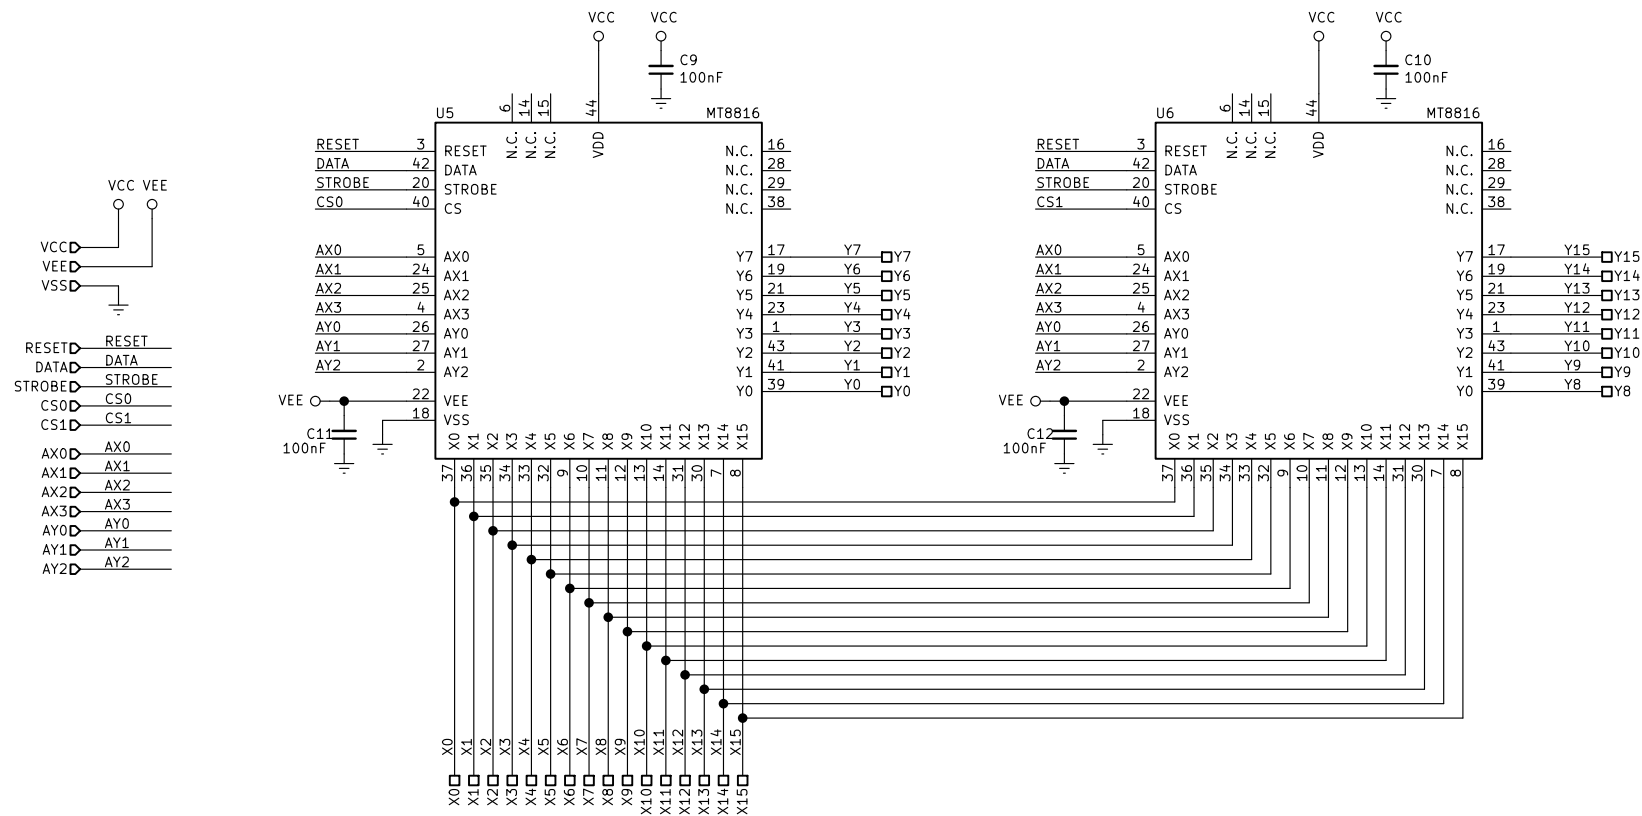 VCC VCC VCC VCC
C9
100nF
C10
100nF
6 14 15 44
6 14 15 44
U5 MT8816
U6 MT8816
N.C. N.C. N.C. VDD
N.C. N.C. N.C. VDD
RESET 3 RESET N.C. 16
DATA 42 DATA N.C. 28
STROBE 20 STROBE N.C. 29
CS0 40 CS N.C. 38
RESET 3 RESET N.C. 16
DATA 42 DATA N.C. 28
STROBE 20 STROBE N.C. 29
CS1 40 CS N.C. 38
VCC VEE
VCC
VEE
VSS
AX0 5 AX0 Y7 17 Y7 Y7
AX1 24 AX1 Y6 19 Y6 Y6
AX2 25 AX2 Y5 21 Y5 Y5
AX3 4 AX3 Y4 23 Y4 Y4
AY0 26 AY0 Y3 1 Y3 Y3
AY1 27 AY1 Y2 43 Y2 Y2
AY2 2 AY2 Y1 41 Y1 Y1
Y0 39 Y0 Y0
VEE 22 VEE
18 VSS
C11
100nF
AX0 5 AX0 Y7 17 Y15 Y15
AX1 24 AX1 Y6 19 Y14 Y14
AX2 25 AX2 Y5 21 Y13 Y13
AX3 4 AX3 Y4 23 Y12 Y12
AY0 26 AY0 Y3 1 Y11 Y11
AY1 27 AY1 Y2 43 Y10 Y10
AY2 2 AY2 Y1 41 Y9 Y9
Y0 39 Y8 Y8
VEE 22 VEE
18 VSS
C12
100nF
RESET RESET
DATA DATA
STROBE STROBE
CS0 CS0
CS1 CS1
AX0 AX0
AX1 AX1
AX2 AX2
AX3 AX3
AY0 AY0
AY1 AY1
AY2 AY2
X0 X1 X2 X3 X4 X5 X6 X7 X8 X9 X10 X11 X12 X13 X14 X15
37 36 35 34 33 32 9 10 11 12 13 14 31 30 7 8
X0 X1 X2 X3 X4 X5 X6 X7 X8 X9 X10 X11 X12 X13 X14 X15
37 36 35 34 33 32 9 10 11 12 13 14 31 30 7 8
X0 X1 X2 X3 X4 X5 X6 X7 X8 X9 X10 X11 X12 X13 X14 X15
X0 X1 X2 X3 X4 X5 X6 X7 X8 X9 X10 X11 X12 X13 X14 X15